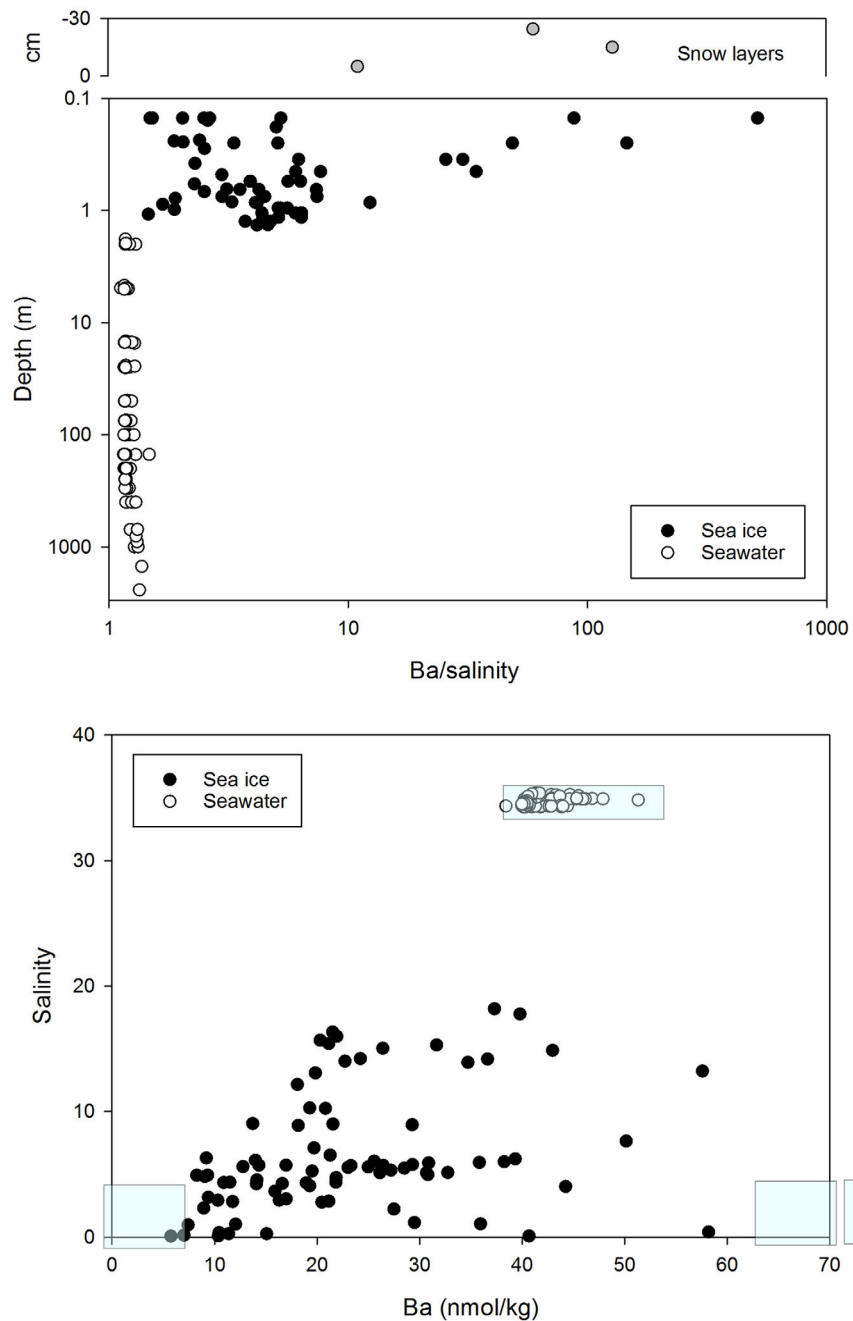 -30
cm
0
Snow layers
0.1
1
10
100
1000
Depth (m)
Sea ice
Seawater
1 10 100 1000
Ba/salinity
40
30
20
10
0
Salinity
Sea ice
Seawater
0 10 20 30 40 50 60 70
Ba (nmol/kg)